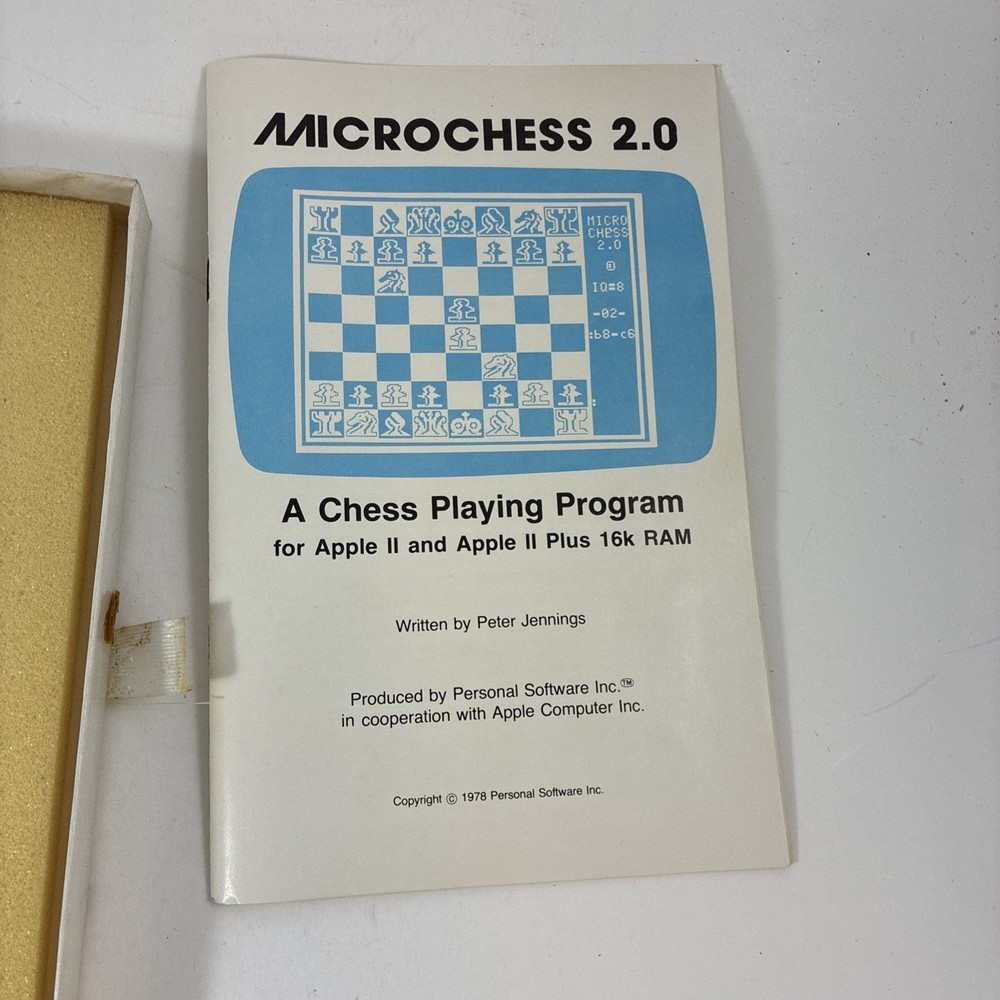 MICROCHESS 2.0
MICRO
CHESS
2.0
IQ=8
-02-
:b8-c6
A Chess Playing Program
for Apple II and Apple II Plus 16k RAM
Written by Peter Jennings
Produced by Personal Software Inc.™
in cooperation with Apple Computer Inc.
Copyright © 1978 Personal Software Inc.